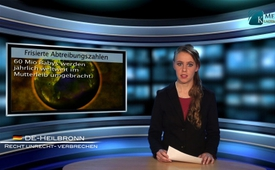 Frisierte Abtreibungszahlen
60 Mio Babys werden
jährlich weltweit im
Mutterleib umgebracht!
DE-Heilbronn
Recht Unrecht - Verbrechen